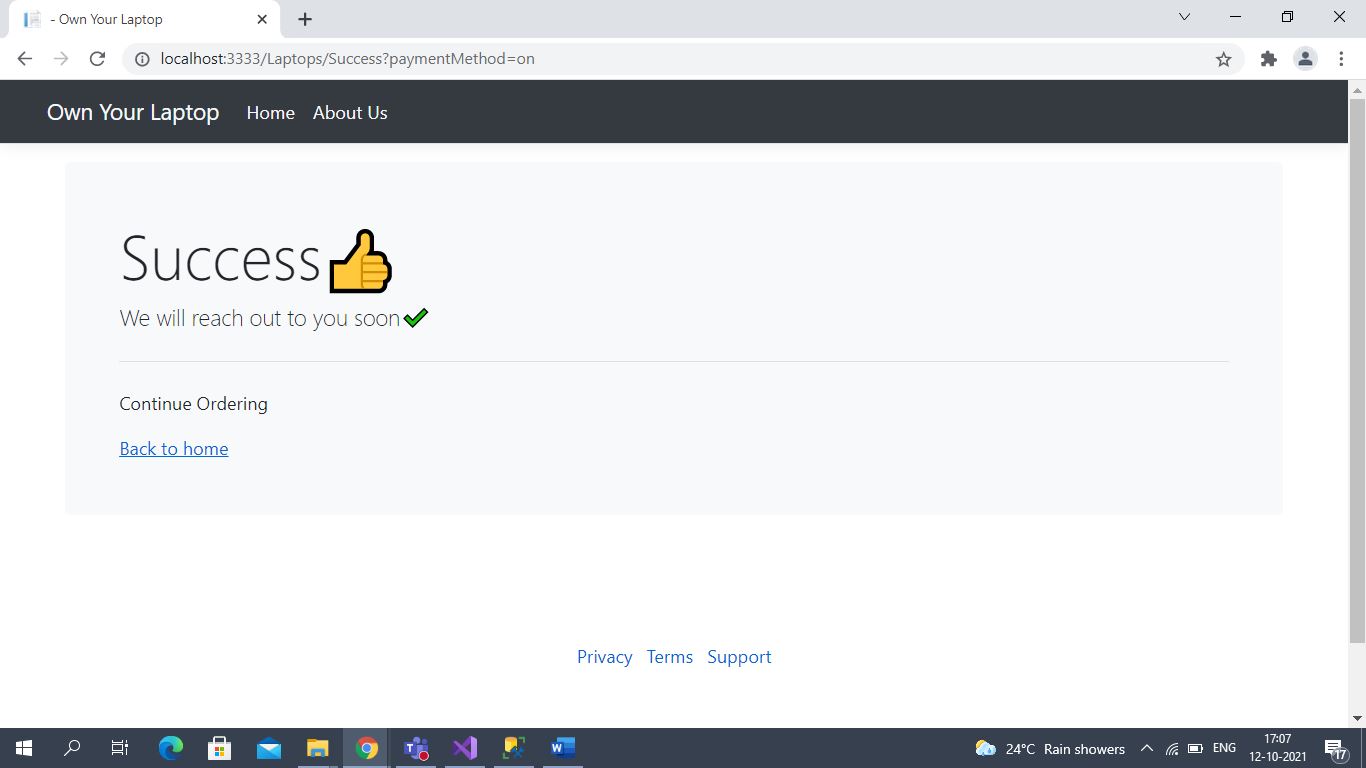 - Own Your Laptop
localhost:3333/Laptops/Success?paymentMethod=on
Own Your Laptop Home About Us
Success
We will reach out to you soon
Continue Ordering
Back to home
Privacy Terms Support
24°C Rain showers ENG 17:07
12-10-2021
17